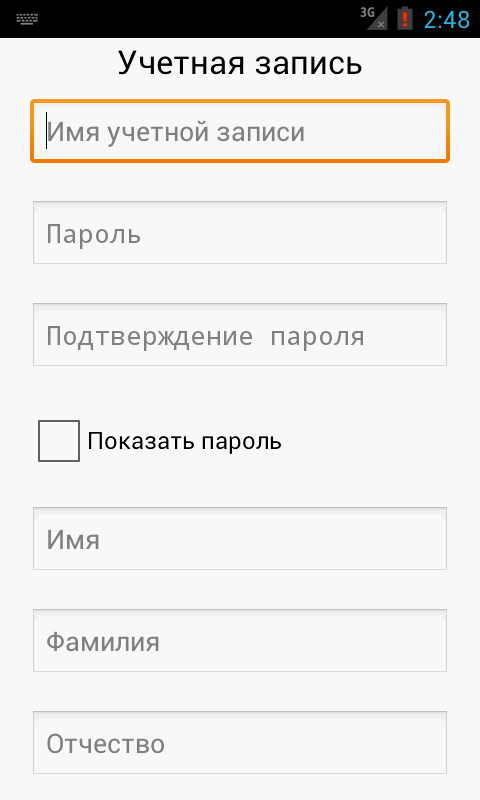 3G 2:48
Учетная запись
Имя учетной записи
Пароль
Подтверждение пароля
Показать пароль
Имя
Фамилия
Отчество